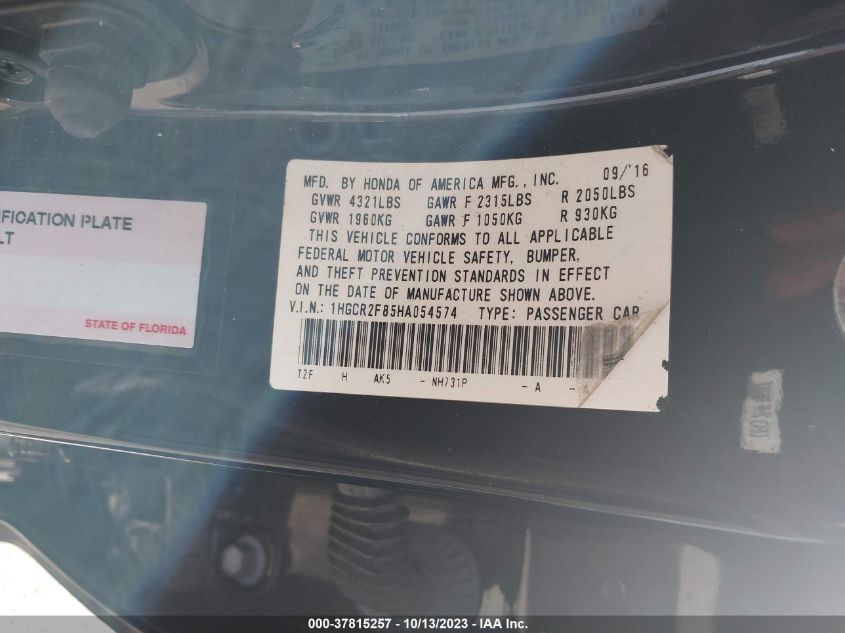 MFD. BY HONDA OF AMERICA MFG., INC. 09/'16
GVWR 4321LBS GAWR F 2315LBS R 2050LBS
GVWR 1960KG GAWR F 1050KG R 930KG
THIS VEHICLE CONFORMS TO ALL APPLICABLE
FEDERAL MOTOR VEHICLE SAFETY, BUMPER,
AND THEFT PREVENTION STANDARDS IN EFFECT
ON THE DATE OF MANUFACTURE SHOWN ABOVE.
V.I.N.: 1HGCR2F85HA054574 TYPE: PASSENGER CAR
T2F H AK5 - NH731P - A -
PLATE
STATE OF FLORIDA
000-37815257 - 10/13/2023 - IAA Inc.